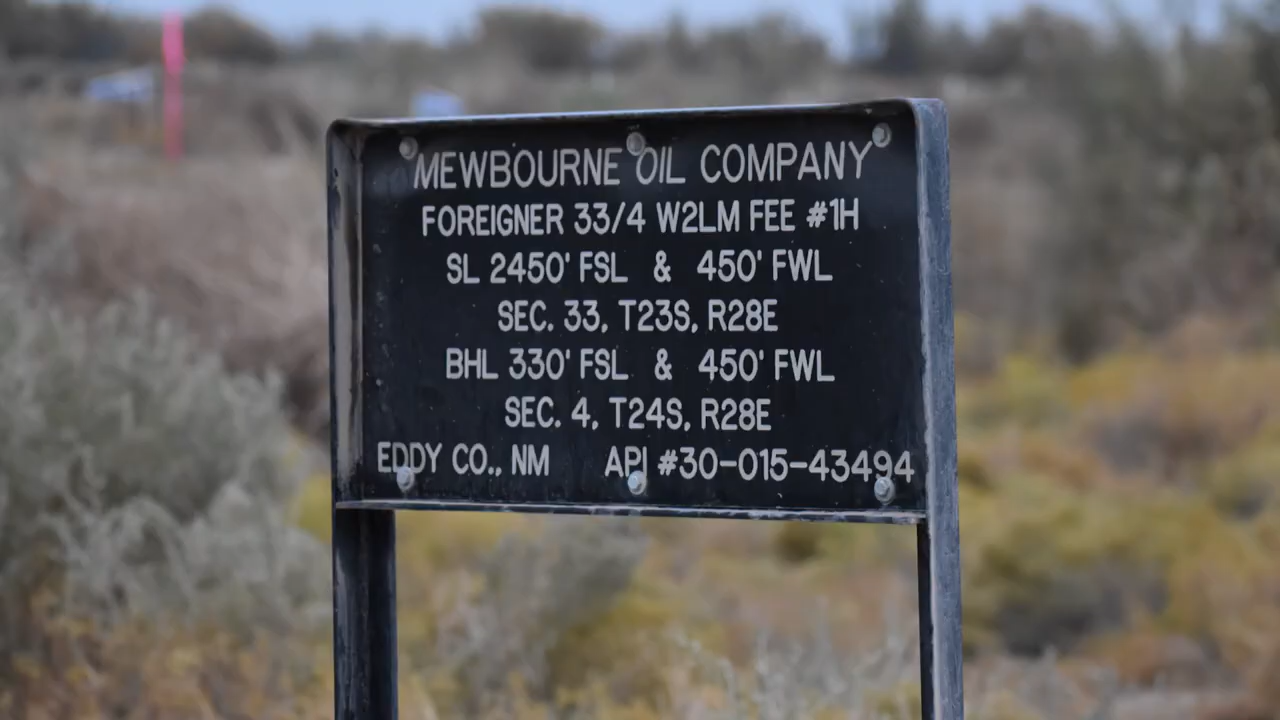 MEWBOURNE OIL COMPANY
FOREIGNER 33/4 W2LM FEE #1H
SL 2450' FSL & 450' FWL
SEC. 33, T23S, R28E
BHL 330' FSL & 450' FWL
SEC. 4, T24S, R28E
EDDY CO., NM API #30-015-43494